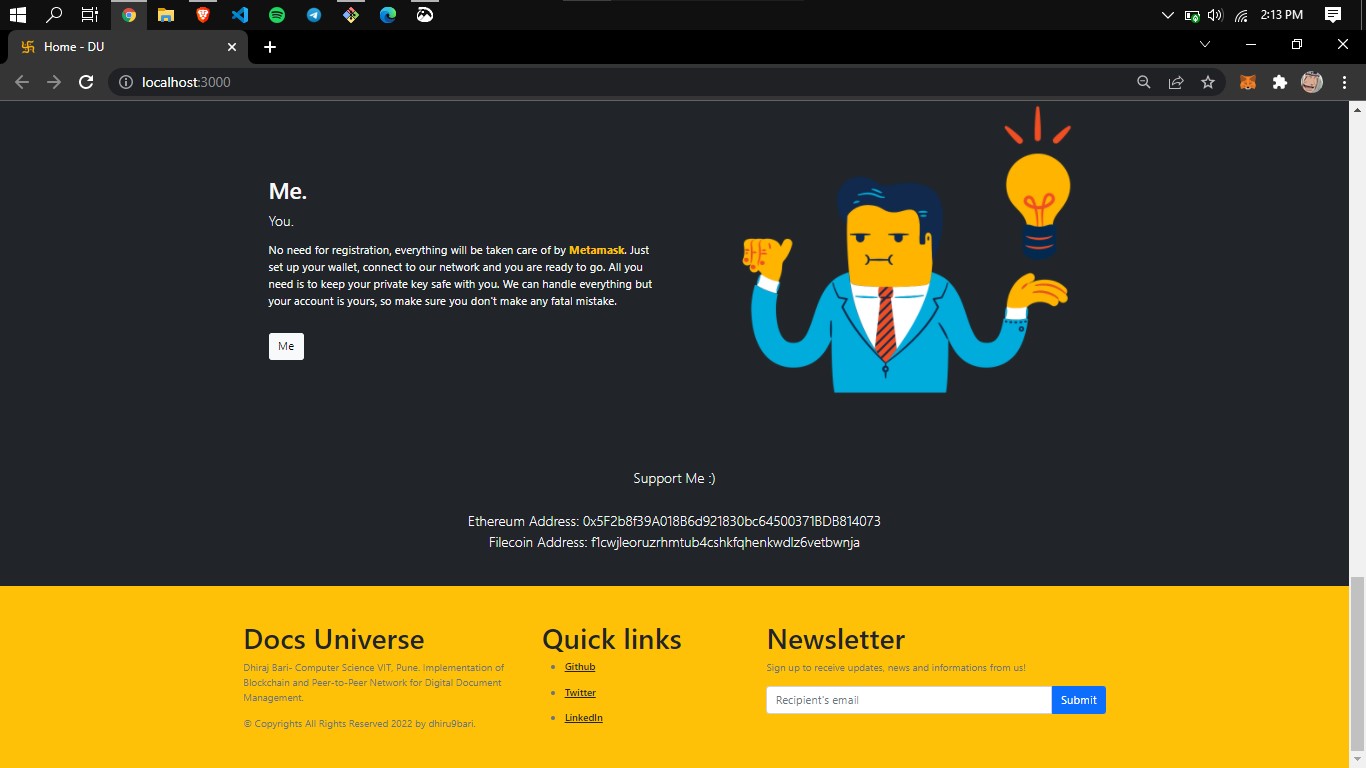 2:13 PM
Home - DU
localhost:3000
Me.
You.
No need for registration, everything will be taken care of by Metamask. Just
set up your wallet, connect to our network and you are ready to go. All you
need is to keep your private key safe with you. We can handle everything but
your account is yours, so make sure you don't make any fatal mistake.
Me
Support Me :)
Ethereum Address: 0x5F2b8f39A018B6d921830bc64500371BDB814073
Filecoin Address: f1cwjleoruzrhmtub4cshkfqhenkwdlz6vetbwnja
Docs Universe
Dhiraj Bari- Computer Science VIT, Pune. Implementation of
Blockchain and Peer-to-Peer Network for Digital Document
Management.
© Copyrights All Rights Reserved 2022 by dhiru9bari.
Quick links
Github
Twitter
LinkedIn
Newsletter
Sign up to receive updates, news and informations from us!
Recipient's email
Submit